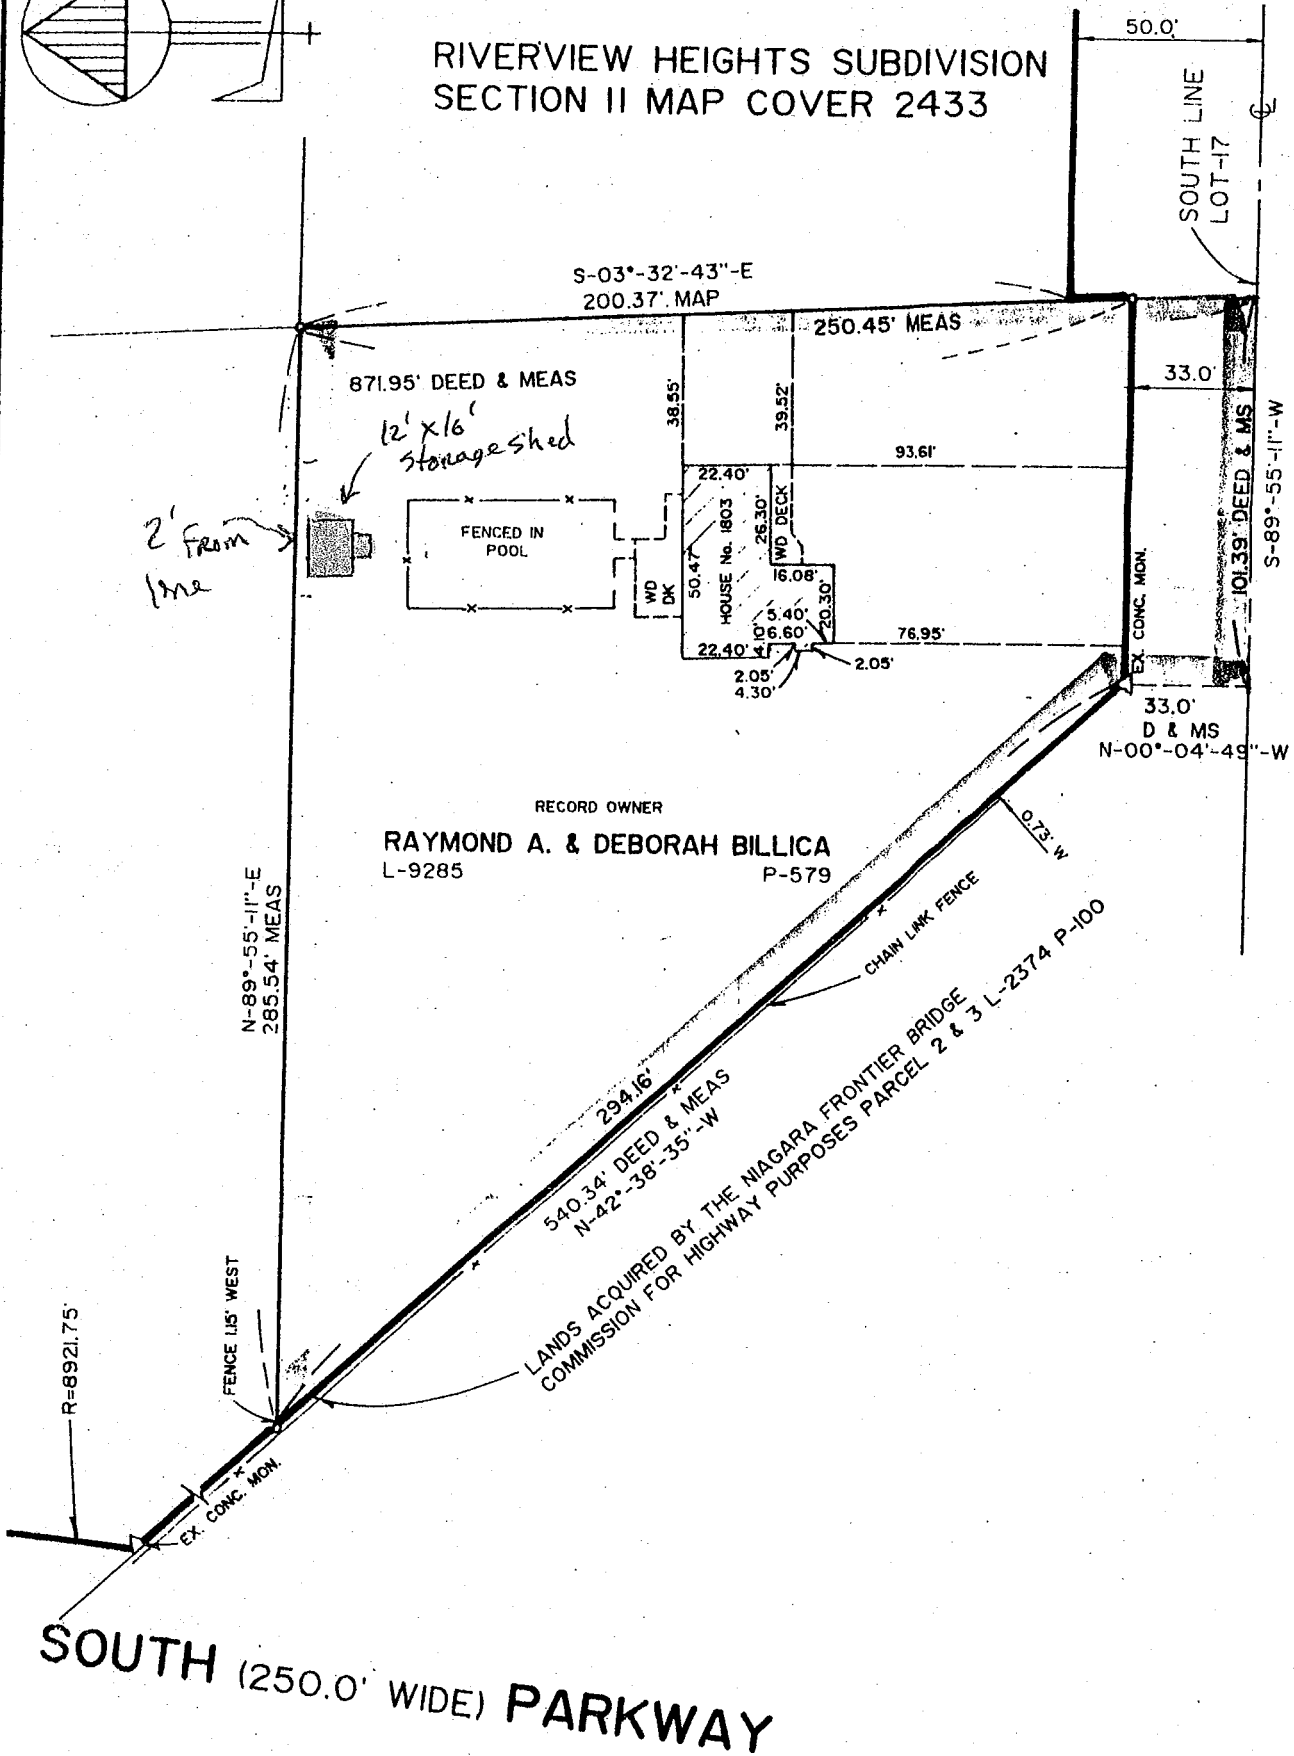 RIVERVIEW HEIGHTS SUBDIVISION
SECTION II MAP COVER 2433
50.0'
SOUTH LINE
LOT-17
℄
S-03°-32'-43"-E
200.37' MAP
250.45' MEAS
871.95' DEED & MEAS
12' x 16'
storage shed
2' From
line
38.55'
39.52'
33.0'
93.61'
101.39' DEED & MS
S-89°-55'-11"-W
FENCED IN
POOL
WD
DK
22.40'
50.47'
HOUSE No. 1803
26.30'
WD DECK
16.08'
20.30'
5.40'
6.60'
4.10'
22.40'
2.05'
4.30'
2.05'
76.95'
EX. CONC. MON.
33.0'
D & MS
N-00°-04'-49"-W
RECORD OWNER
RAYMOND A. & DEBORAH BILLICA
L-9285 P-579
0.73' W
CHAIN LINK FENCE
N-89°-55'-11"-E
285.54' MEAS
294.16'
540.34' DEED & MEAS
N-42°-38'-35"-W
LANDS ACQUIRED BY THE NIAGARA FRONTIER BRIDGE
COMMISSION FOR HIGHWAY PURPOSES PARCEL 2 & 3 L-2374 P-100
FENCE 1.15' WEST
R=8921.75'
EX. CONC. MON.
SOUTH (250.0' WIDE) PARKWAY